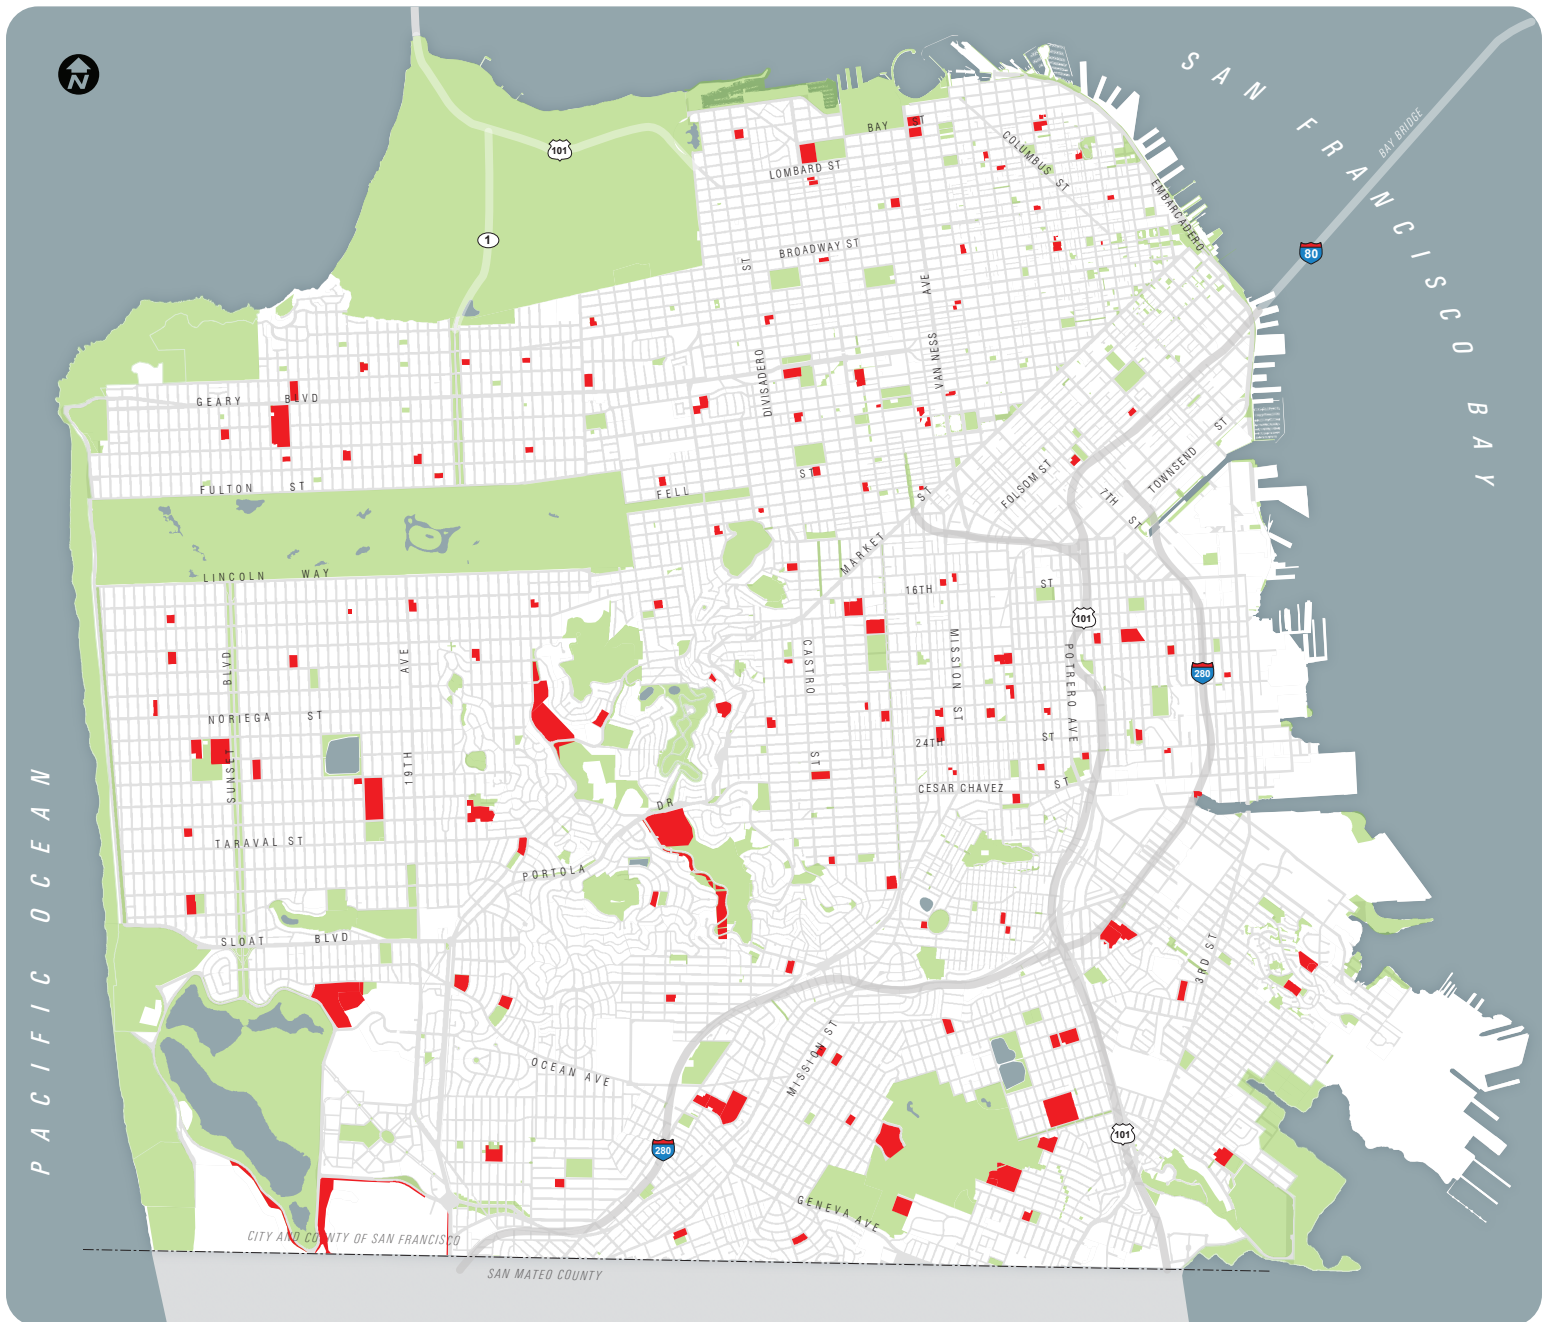 N
SAN FRANCISCO BAY
BAY BRIDGE
80
101
1
BAY ST
COLUMBUS ST
LOMBARD ST
EMBARCADERO
BROADWAY ST
DIVISADERO ST
VAN NESS AVE
GEARY BLVD
FULTON ST
FELL ST
FOLSOM ST
7TH ST
TOWNSEND ST
MARKET ST
LINCOLN WAY
16TH ST
101
SUNSET BLVD
19TH AVE
CASTRO ST
MISSION ST
POTRERO AVE
280
NORIEGA ST
24TH ST
CESAR CHAVEZ ST
TARAVAL ST
PORTOLA DR
SLOAT BLVD
3RD ST
OCEAN AVE
MISSION ST
280
101
GENEVA AVE
PACIFIC OCEAN
CITY AND COUNTY OF SAN FRANCISCO
SAN MATEO COUNTY